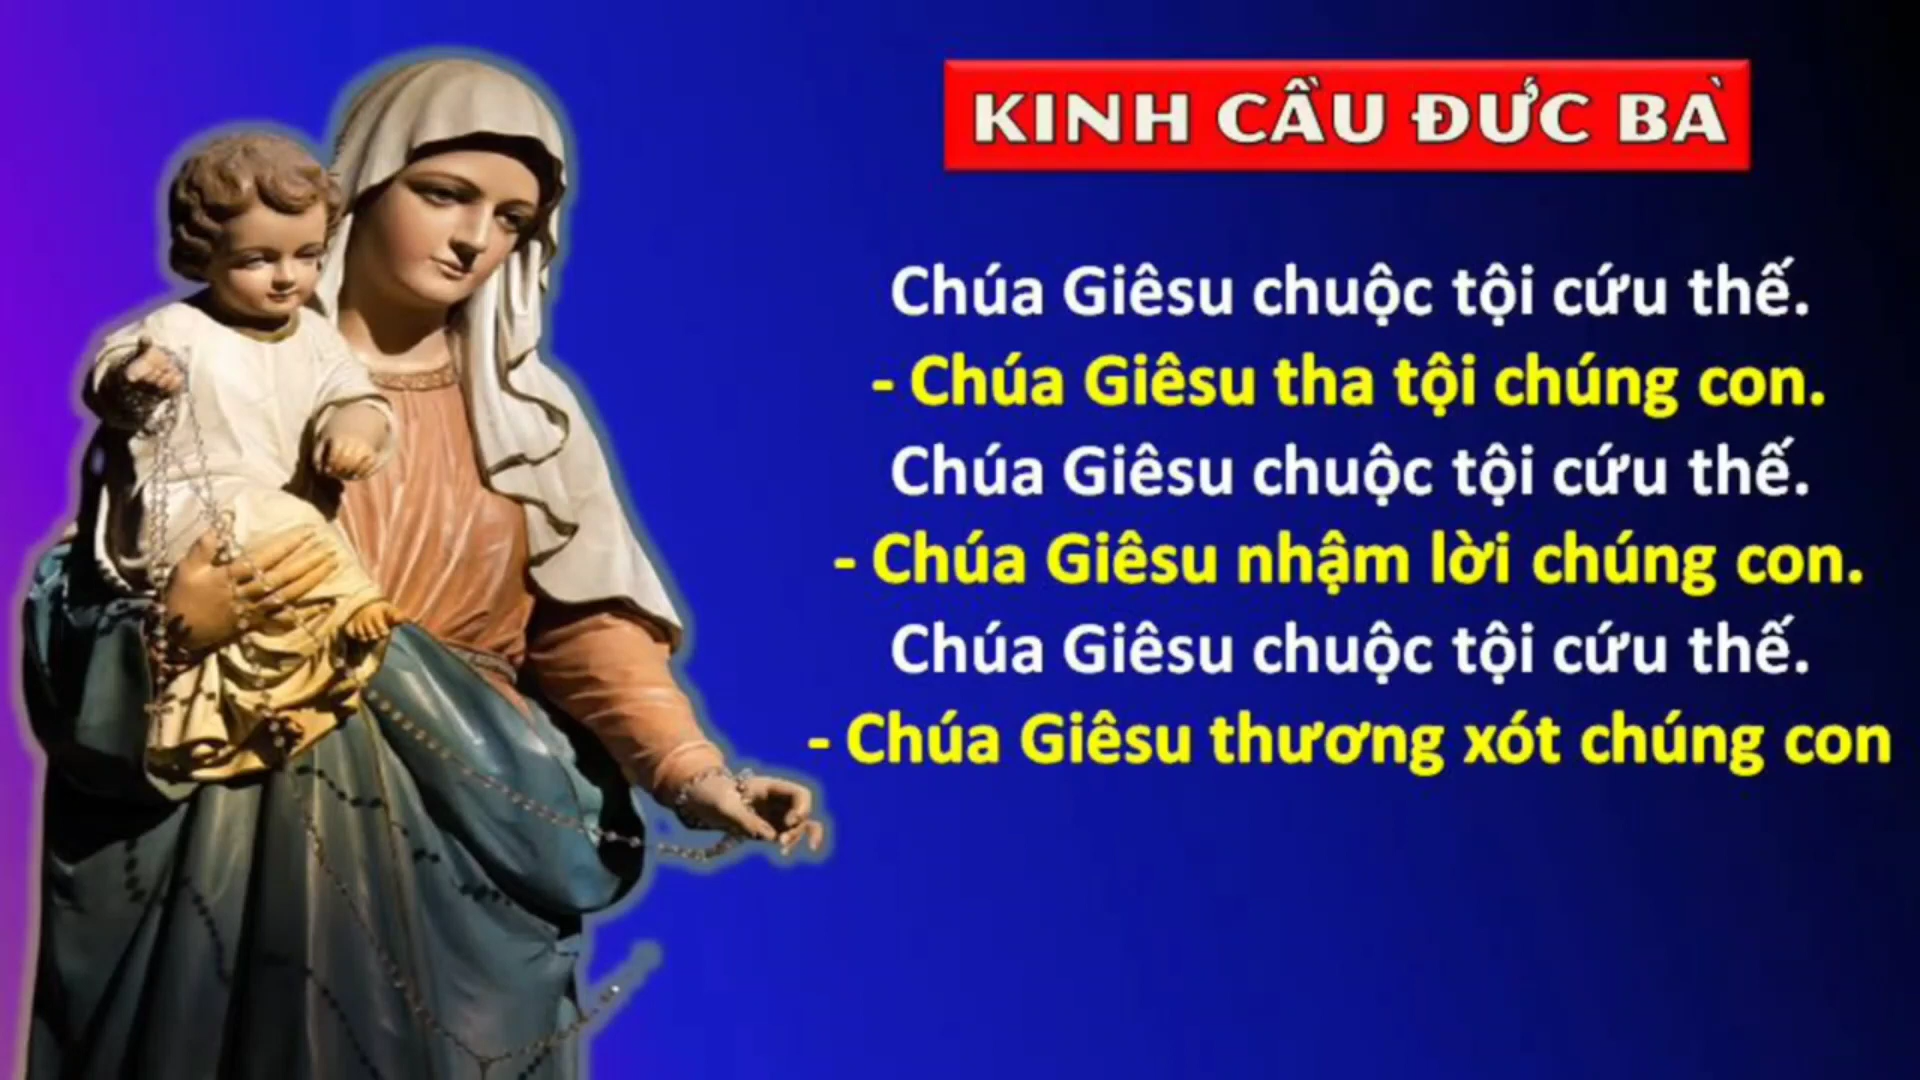 KINH CẦU ĐỨC BÀ
Chúa Giêsu chuộc tội cứu thế.
- Chúa Giêsu tha tội chúng con.
Chúa Giêsu chuộc tội cứu thế.
- Chúa Giêsu nhậm lời chúng con.
Chúa Giêsu chuộc tội cứu thế.
- Chúa Giêsu thương xót chúng con